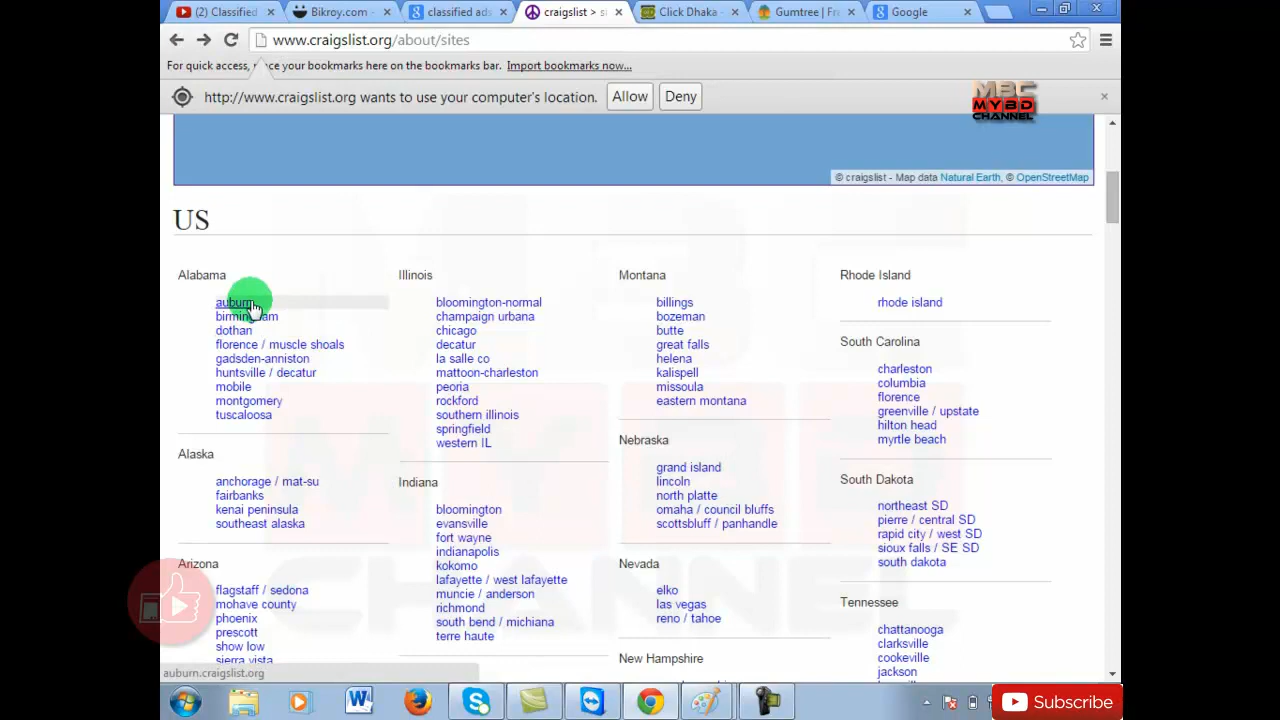 (2) Classified
Bikroy.com -
classified ads
craigslist > si
Click Dhaka -
Gumtree | Fre
Google
www.craigslist.org/about/sites
For quick access, place your bookmarks here on the bookmarks bar. Import bookmarks now...
http://www.craigslist.org wants to use your computer's location. Allow Deny
MBC
MYBD
CHANNEL
© craigslist - Map data Natural Earth, © OpenStreetMap
US
Alabama
auburn
birmingham
dothan
florence / muscle shoals
gadsden-anniston
huntsville / decatur
mobile
montgomery
tuscaloosa
Alaska
anchorage / mat-su
fairbanks
kenai peninsula
southeast alaska
Arizona
flagstaff / sedona
mohave county
phoenix
prescott
show low
sierra vista
Illinois
bloomington-normal
champaign urbana
chicago
decatur
la salle co
mattoon-charleston
peoria
rockford
southern illinois
springfield
western IL
Indiana
bloomington
evansville
fort wayne
indianapolis
kokomo
lafayette / west lafayette
muncie / anderson
richmond
south bend / michiana
terre haute
Montana
billings
bozeman
butte
great falls
helena
kalispell
missoula
eastern montana
Nebraska
grand island
lincoln
north platte
omaha / council bluffs
scottsbluff / panhandle
Nevada
elko
las vegas
reno / tahoe
New Hampshire
Rhode Island
rhode island
South Carolina
charleston
columbia
florence
greenville / upstate
hilton head
myrtle beach
South Dakota
northeast SD
pierre / central SD
rapid city / west SD
sioux falls / SE SD
south dakota
Tennessee
chattanooga
clarksville
cookeville
jackson
MYBD
CHANNEL
auburn.craigslist.org
Subscribe